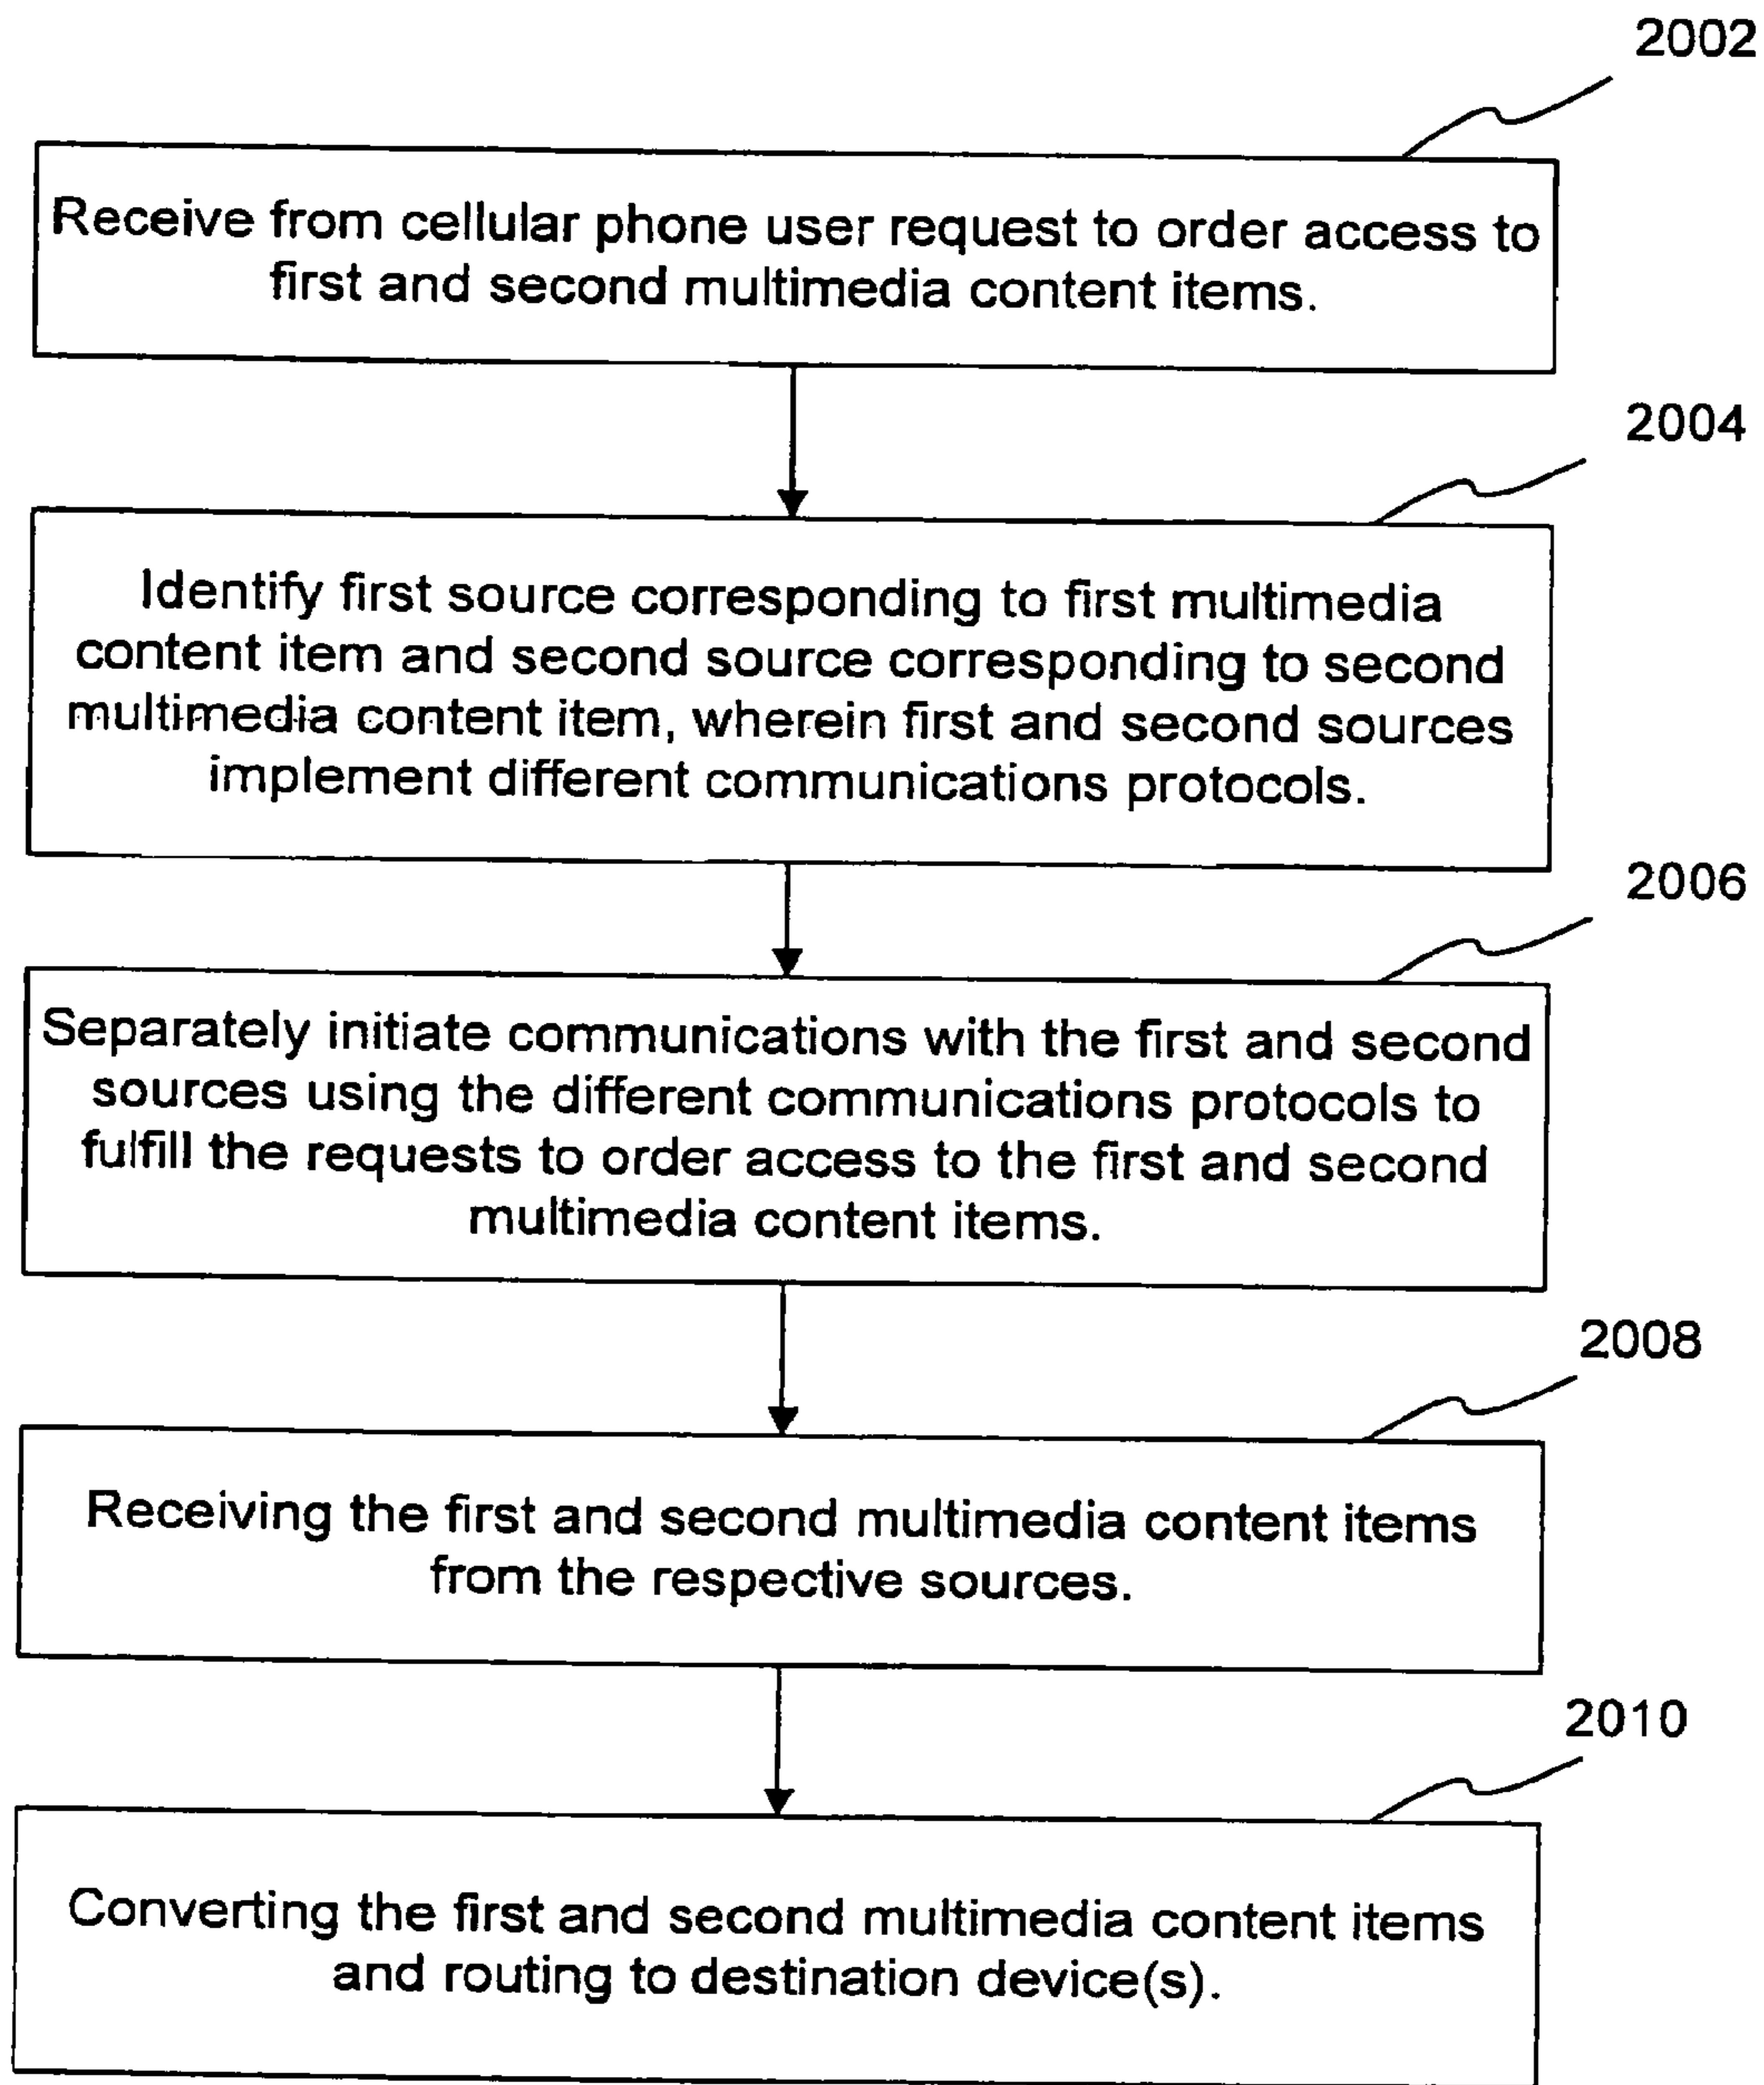 2002
Receive from cellular phone user request to order access to
first and second multimedia content items.
2004
Identify first source corresponding to first multimedia
content item and second source corresponding to second
multimedia content item, wherein first and second sources
implement different communications protocols.
2006
Separately initiate communications with the first and second
sources using the different communications protocols to
fulfill the requests to order access to the first and second
multimedia content items.
2008
Receiving the first and second multimedia content items
from the respective sources.
2010
Converting the first and second multimedia content items
and routing to destination device(s).